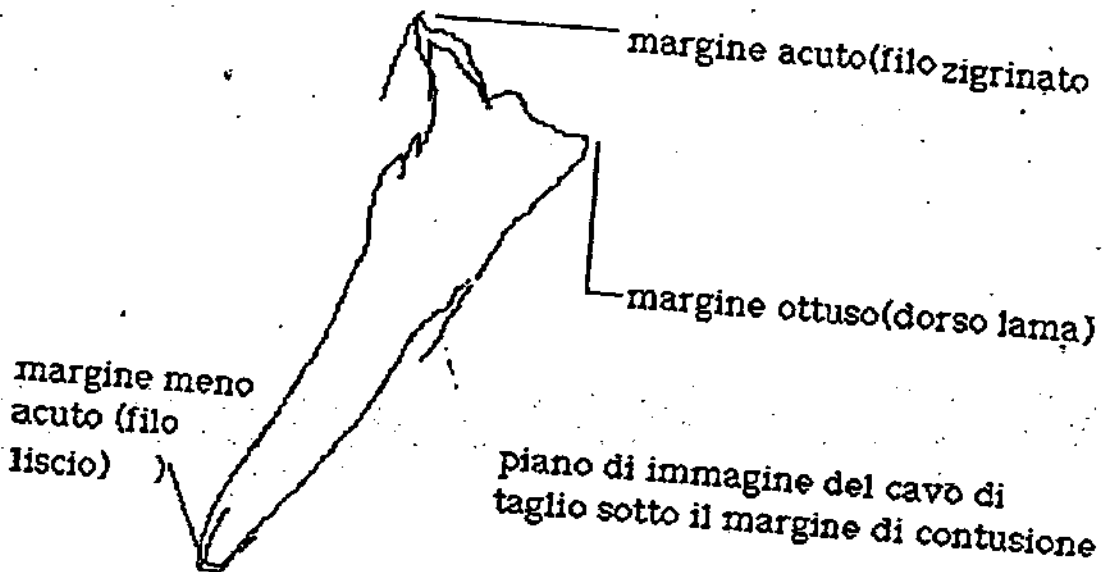 margine acuto(filo zigrinato
margine ottuso(dorso lama)
margine meno
acuto (filo
liscio) )
piano di immagine del cavo di
taglio sotto il margine di contusione